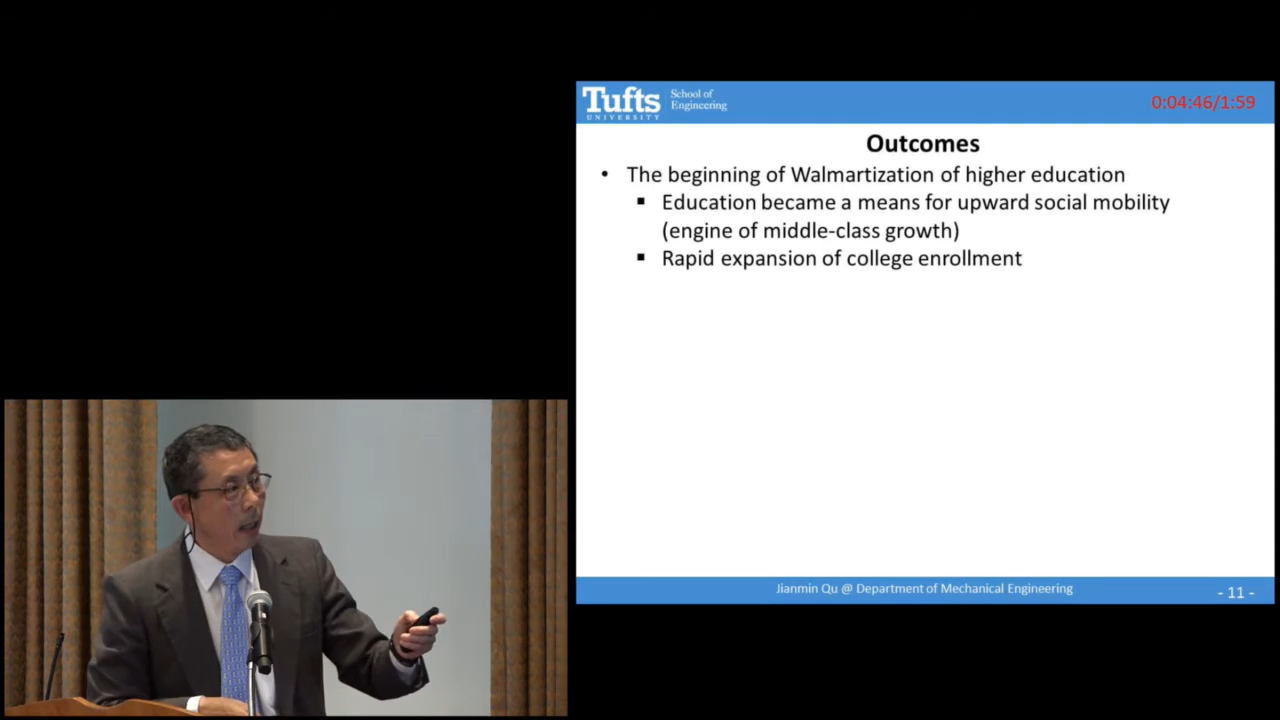 Tufts
UNIVERSITY
School of
Engineering
0:04:46/1:59
Outcomes
• The beginning of Walmartization of higher education
▪ Education became a means for upward social mobility
(engine of middle-class growth)
▪ Rapid expansion of college enrollment
Jianmin Qu @ Department of Mechanical Engineering
- 11 -